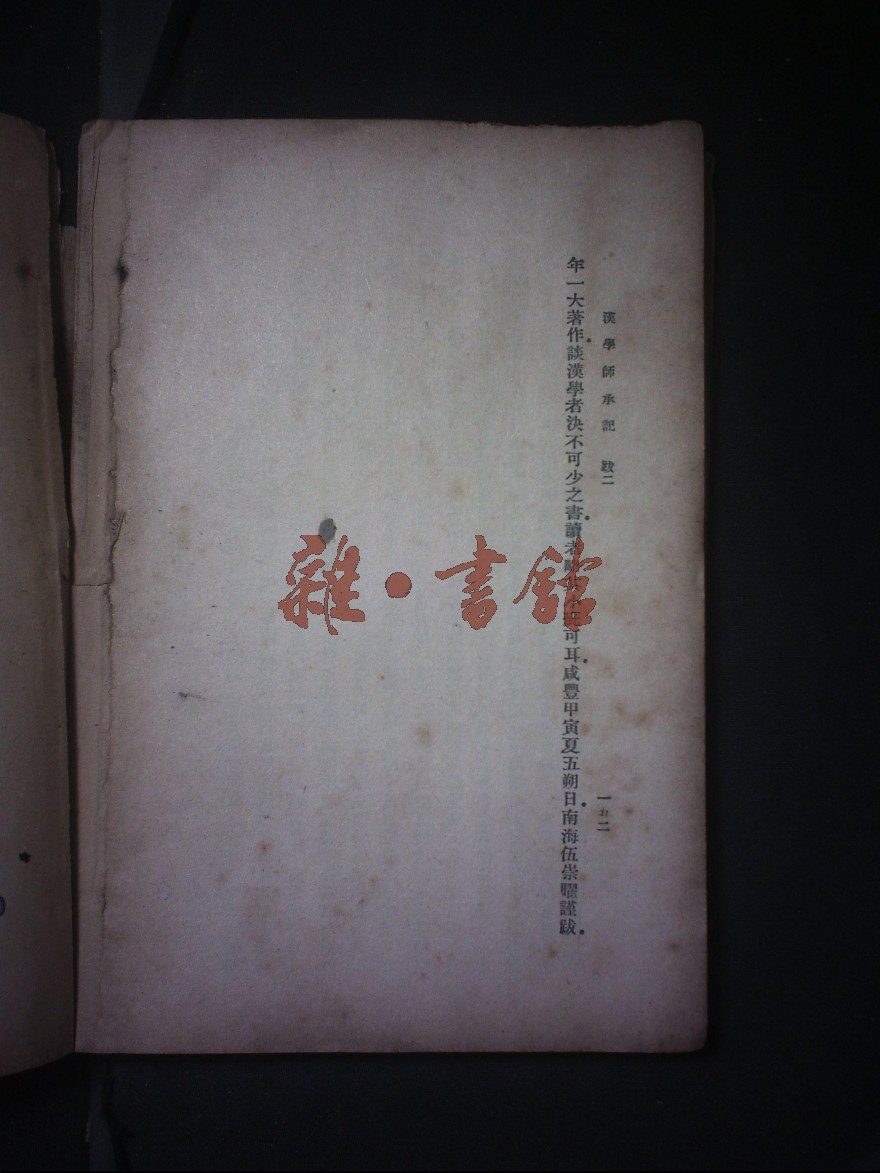 漢學師承記 跋二 一九二
年一大著作談漢學者決不可少之書讀者可耳咸豐甲寅夏五朔日南海伍崇曜謹跋
雜·書館